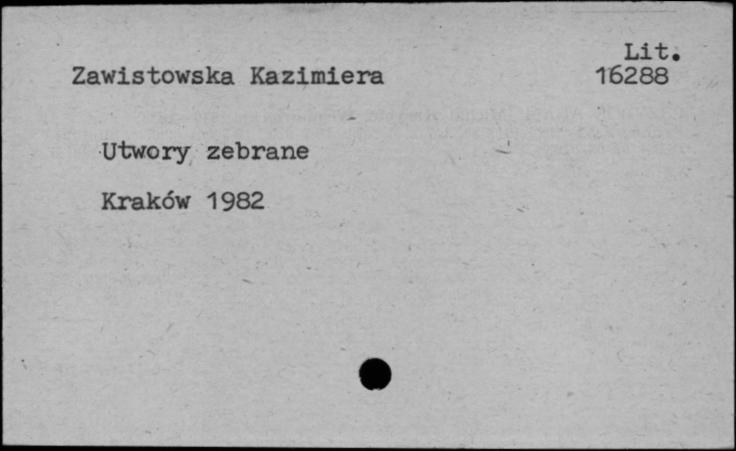 Lit.
Zawistowska Kazimiera 16288
Utwory zebrane
Kraków 1982